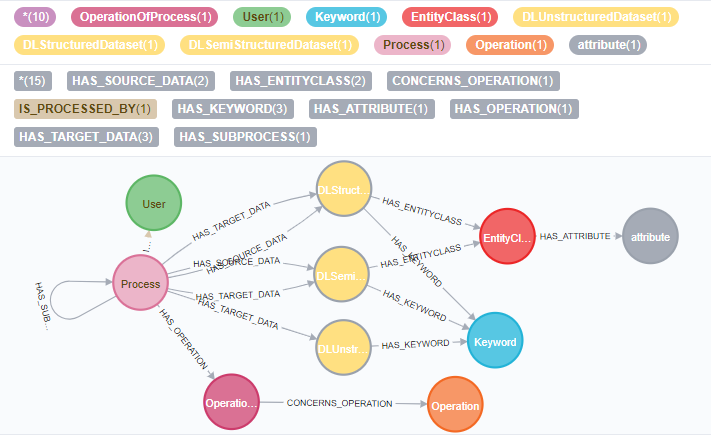 *(10) OperationOfProcess(1) User(1) Keyword(1) EntityClass(1) DLUnstructuredDataset(1)
DLStructuredDataset(1) DLSemiStructuredDataset(1) Process(1) Operation(1) attribute(1)
*(15) HAS_SOURCE_DATA(2) HAS_ENTITYCLASS(2) CONCERNS_OPERATION(1)
IS_PROCESSED_BY(1) HAS_KEYWORD(3) HAS_ATTRIBUTE(1) HAS_OPERATION(1)
HAS_TARGET_DATA(3) HAS_SUBPROCESS(1)
DLStruct…
User
HAS_TARGET_DATA
HAS_ENTITYCLASS
EntityCl…
HAS_ATTRIBUTE
attribute
I…
HAS_SOURCE_DATA
HAS_SOURCE_DATA
HAS_ENTITYCLASS
HAS_KEYWORD
Process
DLSemi…
HAS_SUB…
HAS_TARGET_DATA
HAS_TARGET_DATA
HAS_KEYWORD
HAS_OPERATION
DLUnstr…
HAS_KEYWORD
Keyword
Operatio…
CONCERNS_OPERATION
Operation